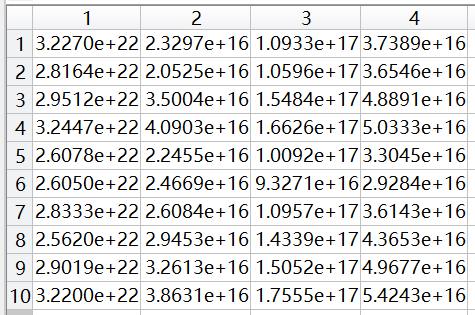 1 2 3 4
1 3.2270e+22 2.3297e+16 1.0933e+17 3.7389e+16
2 2.8164e+22 2.0525e+16 1.0596e+17 3.6546e+16
3 2.9512e+22 3.5004e+16 1.5484e+17 4.8891e+16
4 3.2447e+22 4.0903e+16 1.6626e+17 5.0333e+16
5 2.6078e+22 2.2455e+16 1.0092e+17 3.3045e+16
6 2.6050e+22 2.4669e+16 9.3271e+16 2.9284e+16
7 2.8333e+22 2.6084e+16 1.0957e+17 3.6143e+16
8 2.5620e+22 2.9453e+16 1.4339e+17 4.3653e+16
9 2.9019e+22 3.2613e+16 1.5052e+17 4.9677e+16
10 3.2200e+22 3.8631e+16 1.7555e+17 5.4243e+16